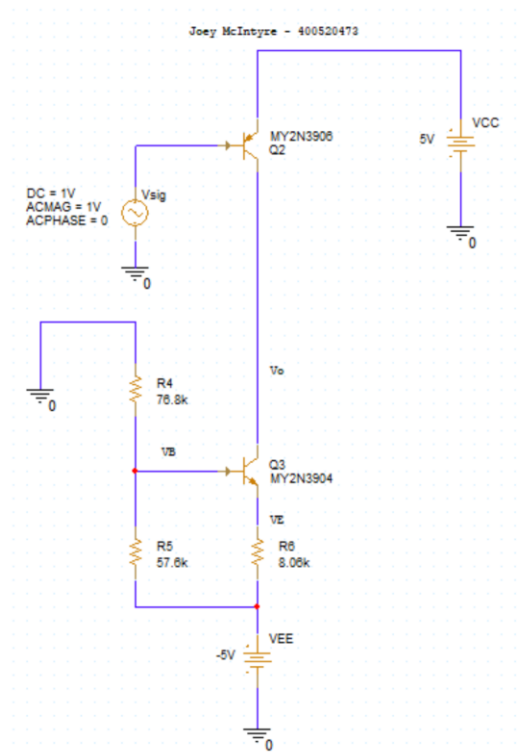 Joey McIntyre - 400520473
MY2N3906
Q2
VCC
5V
0
DC = 1V
ACMAG = 1V
ACPHASE = 0
Vsig
0
0
R4
76.8k
Vo
VB
Q3
MY2N3904
VE
R5
57.6k
R6
8.06k
VEE
-5V
0